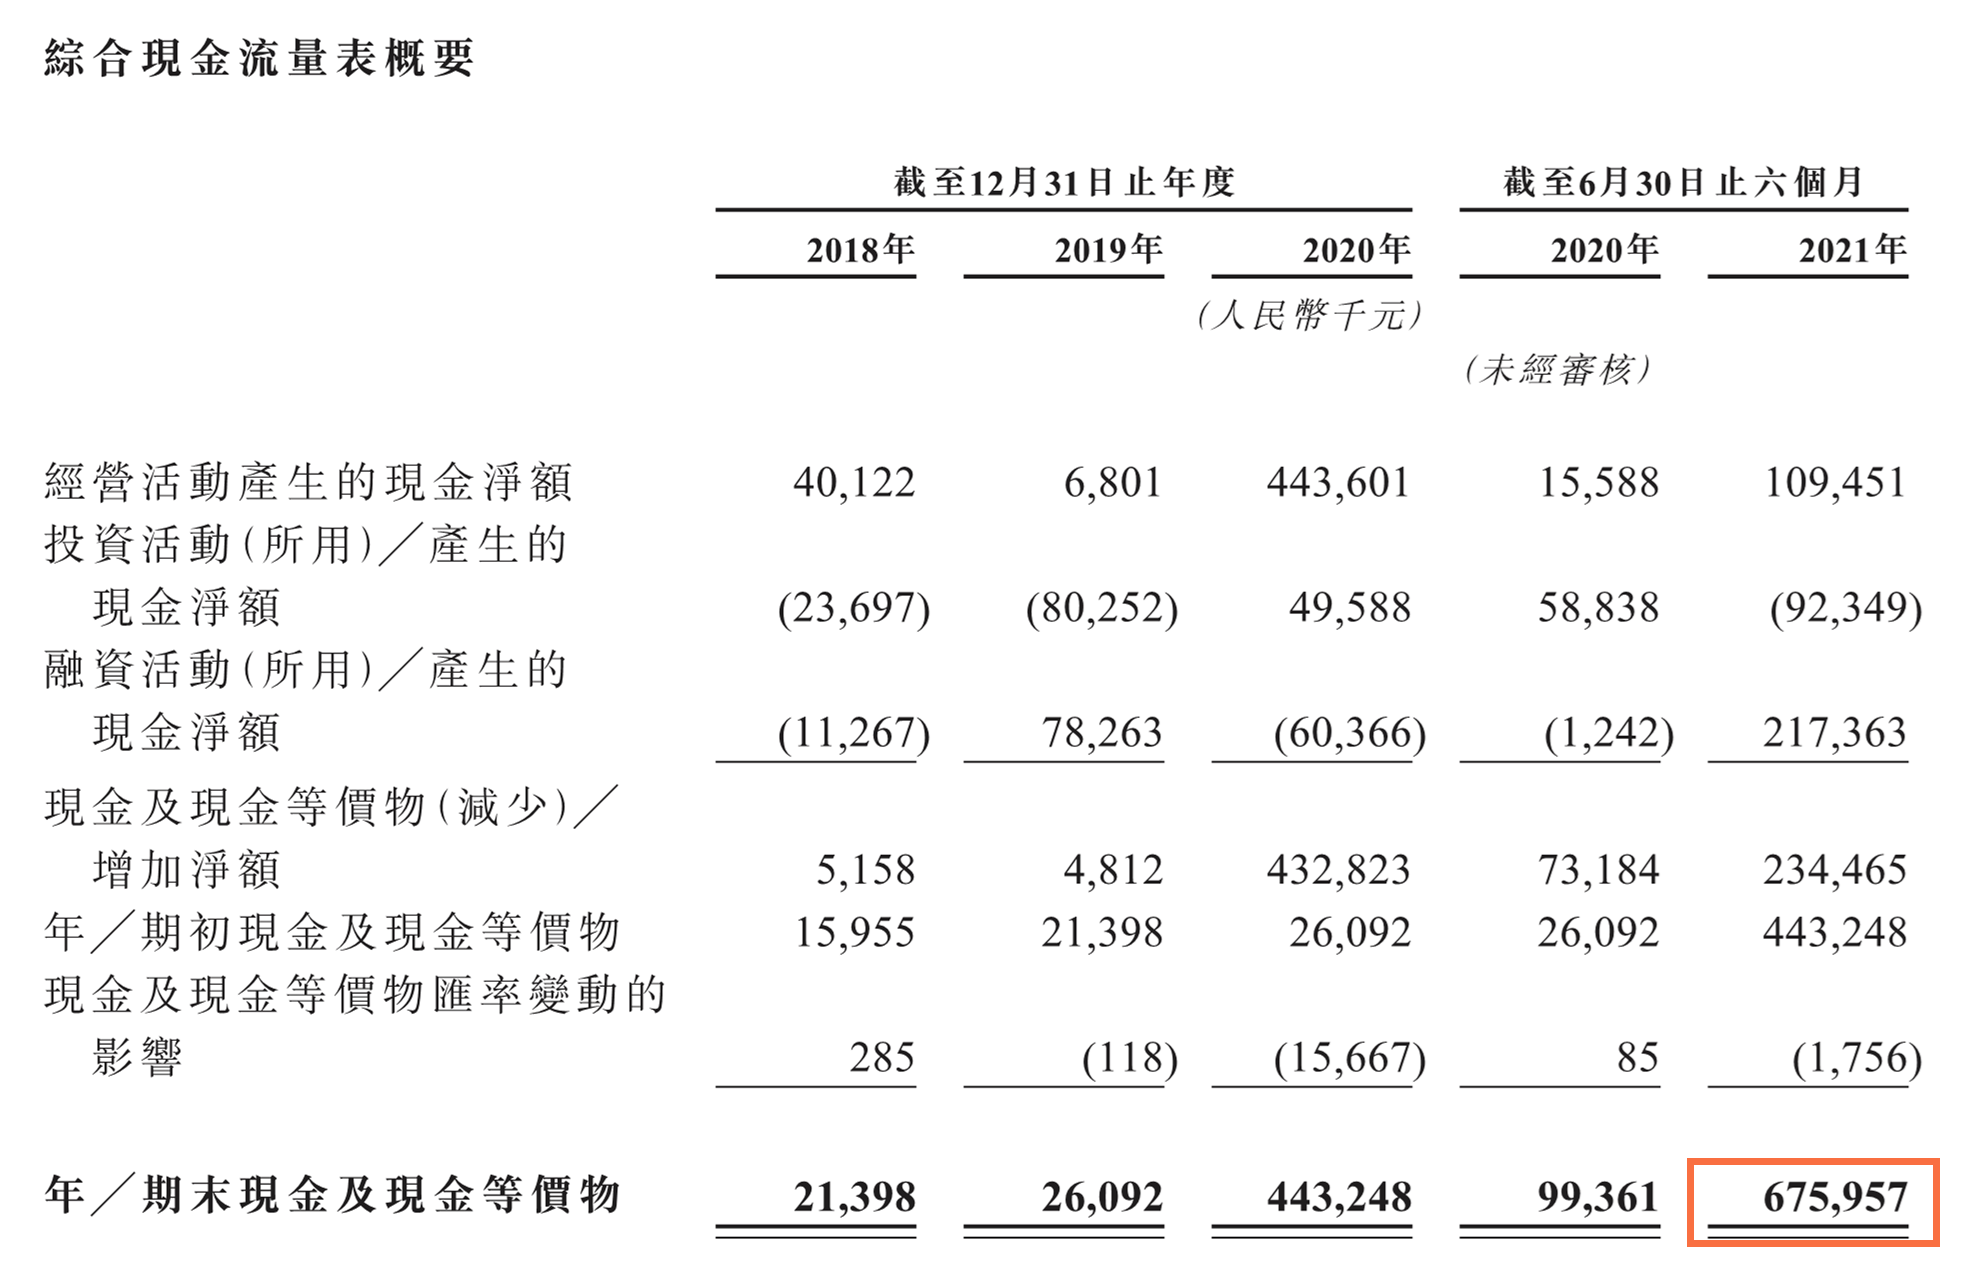 綜合現金流量表概要
截至12月31日止年度 截至6月30日止六個月
2018年 2019年 2020年 2020年 2021年
(人民幣千元)
(未經審核)
經營活動產生的現金淨額 40,122 6,801 443,601 15,588 109,451
投資活動(所用)／產生的
現金淨額 (23,697) (80,252) 49,588 58,838 (92,349)
融資活動(所用)／產生的
現金淨額 (11,267) 78,263 (60,366) (1,242) 217,363
現金及現金等價物(減少)／
增加淨額 5,158 4,812 432,823 73,184 234,465
年／期初現金及現金等價物 15,955 21,398 26,092 26,092 443,248
現金及現金等價物匯率變動的
影響 285 (118) (15,667) 85 (1,756)
年／期末現金及現金等價物 21,398 26,092 443,248 99,361 675,957